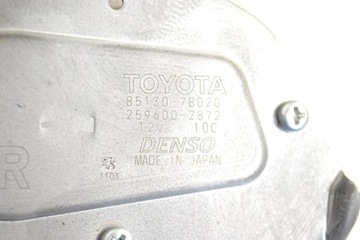 TOYOTA
85130-78020
259600-2872
12V 10C
DENSO
MADE IN JAPAN
1103
R